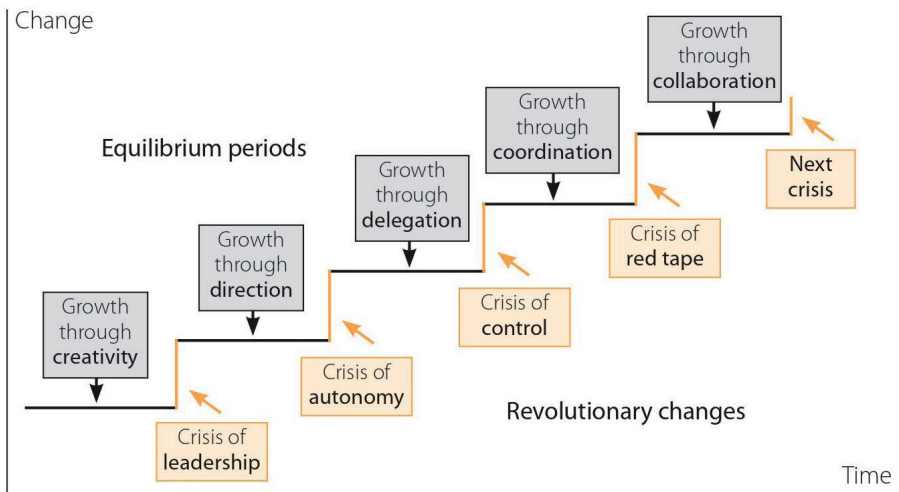 Change
Growth
through
collaboration
Growth
through
coordination
Equilibrium periods
Next
crisis
Growth
through
delegation
Crisis of
red tape
Growth
through
direction
Crisis of
control
Growth
through
creativity
Crisis of
autonomy
Revolutionary changes
Crisis of
leadership
Time